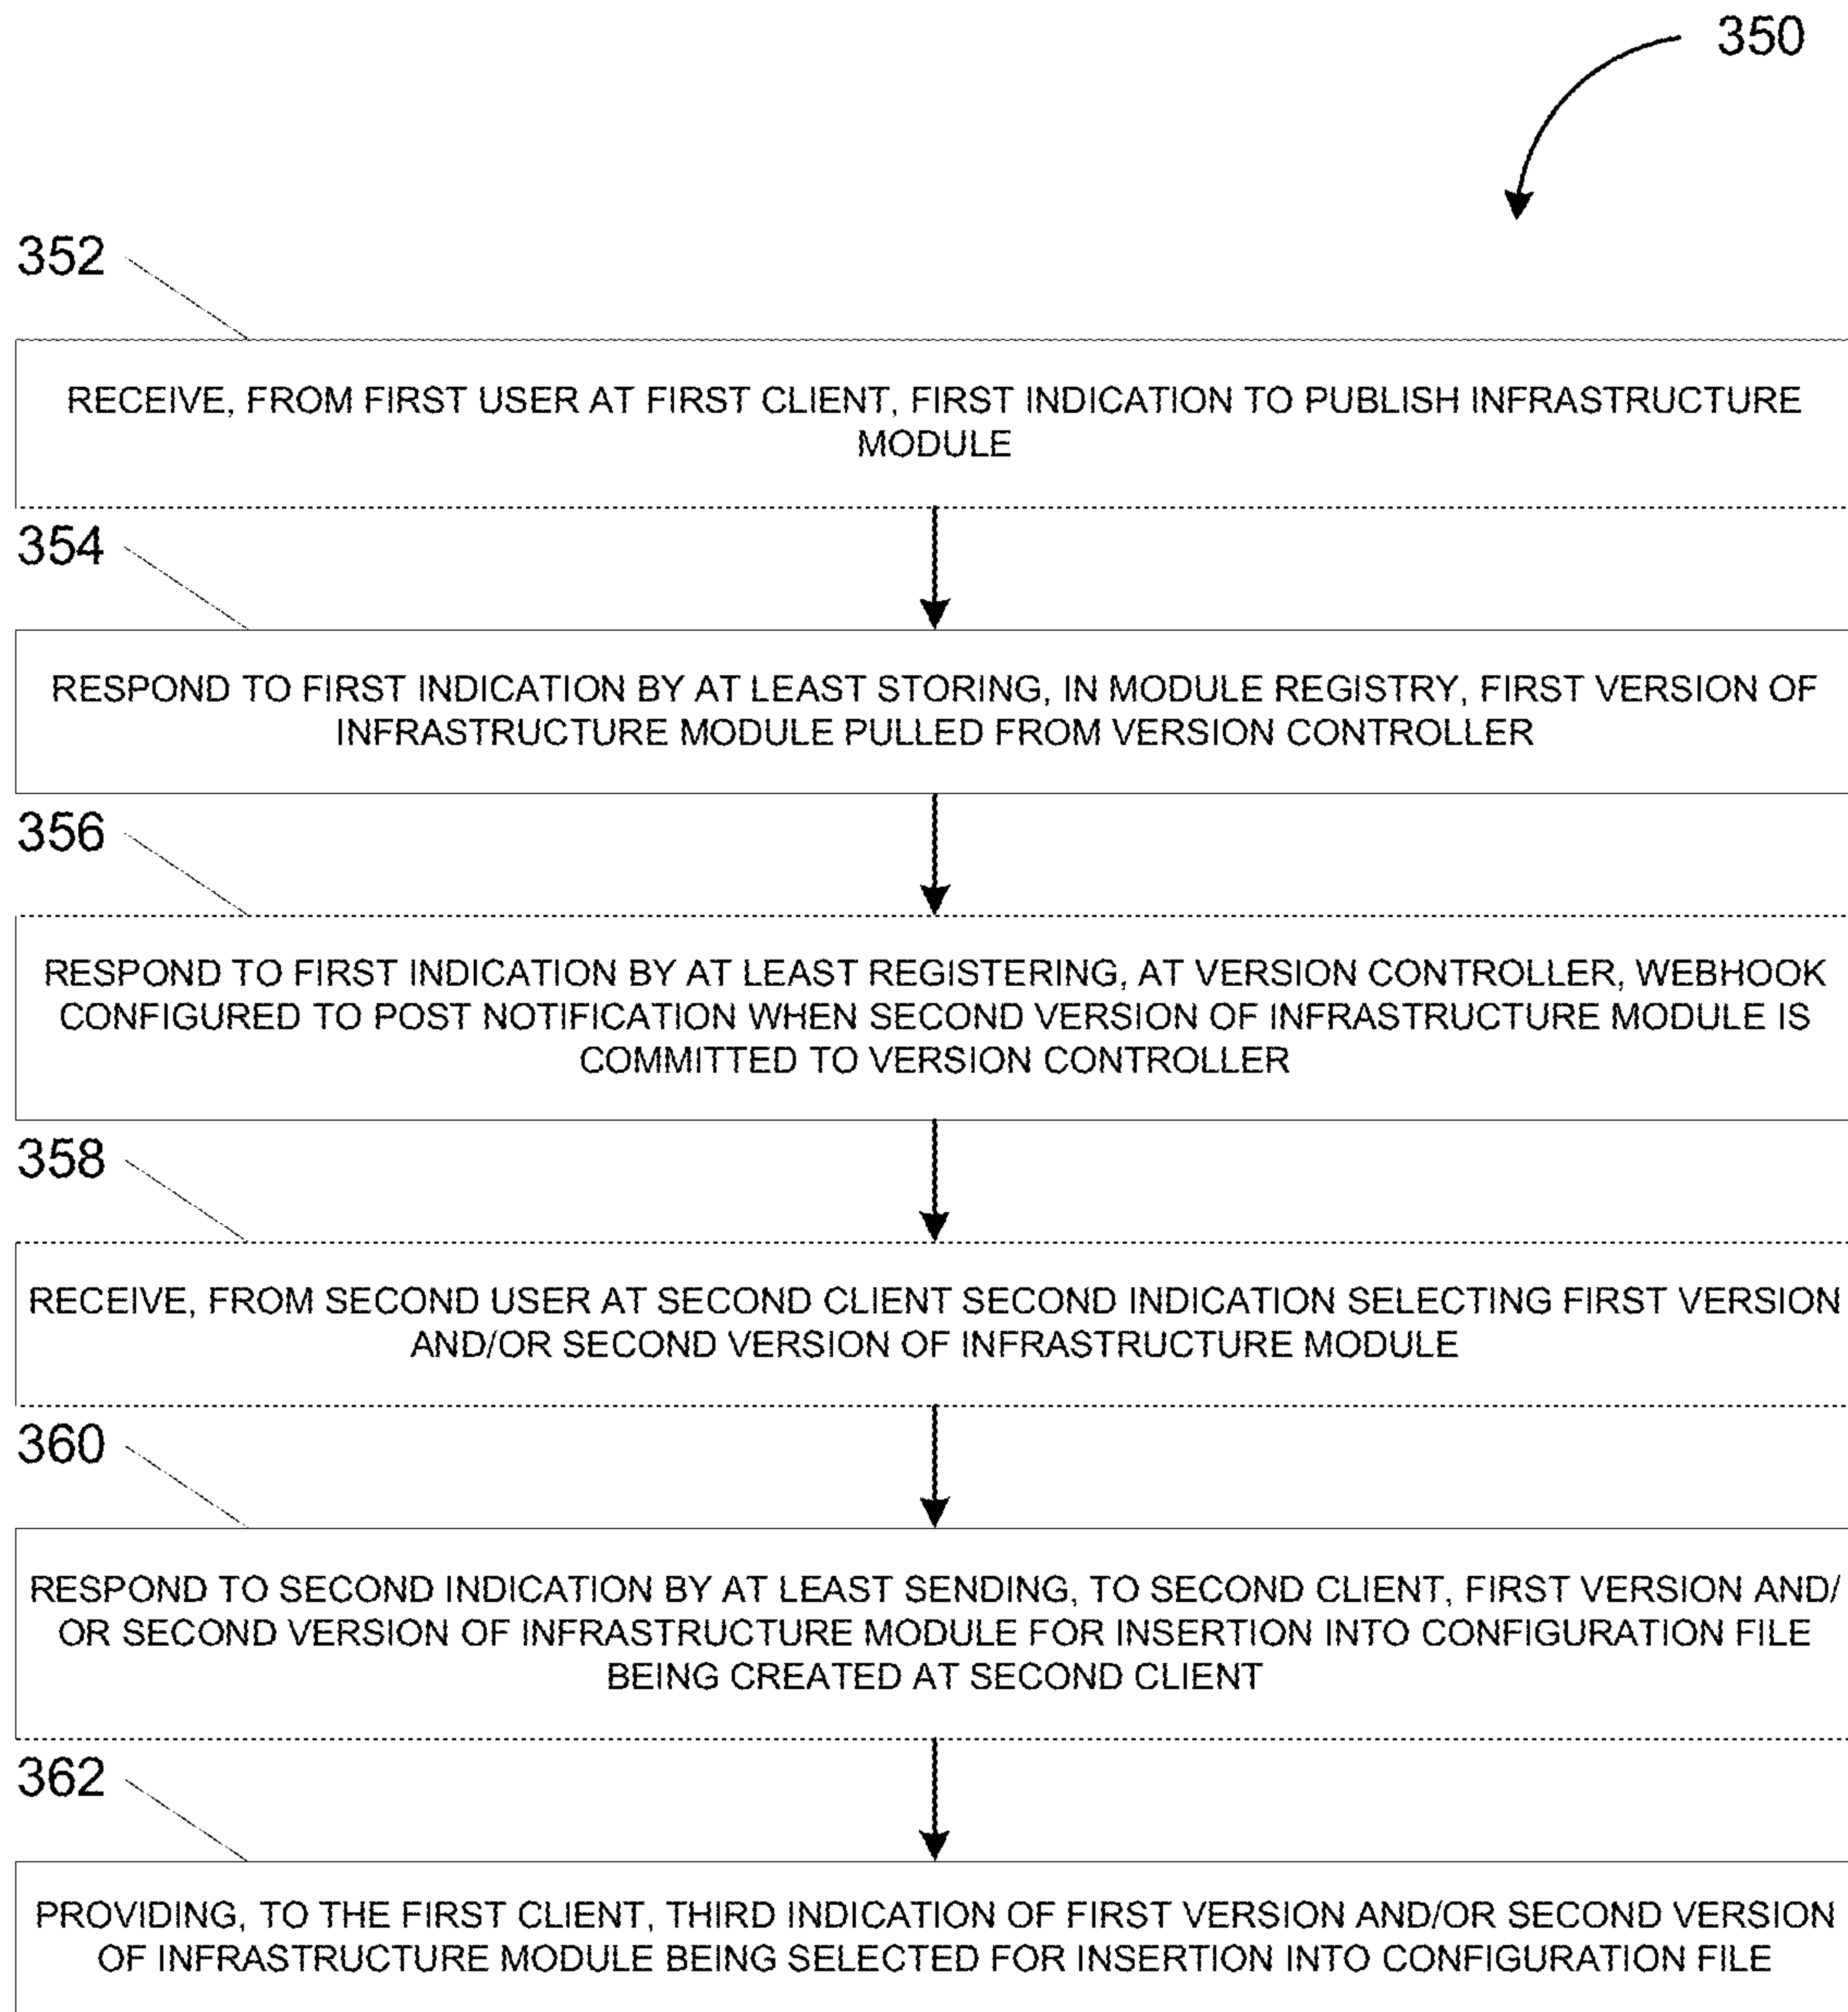 350
352
RECEIVE, FROM FIRST USER AT FIRST CLIENT, FIRST INDICATION TO PUBLISH INFRASTRUCTURE
MODULE
354
RESPOND TO FIRST INDICATION BY AT LEAST STORING, IN MODULE REGISTRY, FIRST VERSION OF
INFRASTRUCTURE MODULE PULLED FROM VERSION CONTROLLER
356
RESPOND TO FIRST INDICATION BY AT LEAST REGISTERING, AT VERSION CONTROLLER, WEBHOOK
CONFIGURED TO POST NOTIFICATION WHEN SECOND VERSION OF INFRASTRUCTURE MODULE IS
COMMITTED TO VERSION CONTROLLER
358
RECEIVE, FROM SECOND USER AT SECOND CLIENT SECOND INDICATION SELECTING FIRST VERSION
AND/OR SECOND VERSION OF INFRASTRUCTURE MODULE
360
RESPOND TO SECOND INDICATION BY AT LEAST SENDING, TO SECOND CLIENT, FIRST VERSION AND/
OR SECOND VERSION OF INFRASTRUCTURE MODULE FOR INSERTION INTO CONFIGURATION FILE
BEING CREATED AT SECOND CLIENT
362
PROVIDING, TO THE FIRST CLIENT, THIRD INDICATION OF FIRST VERSION AND/OR SECOND VERSION
OF INFRASTRUCTURE MODULE BEING SELECTED FOR INSERTION INTO CONFIGURATION FILE